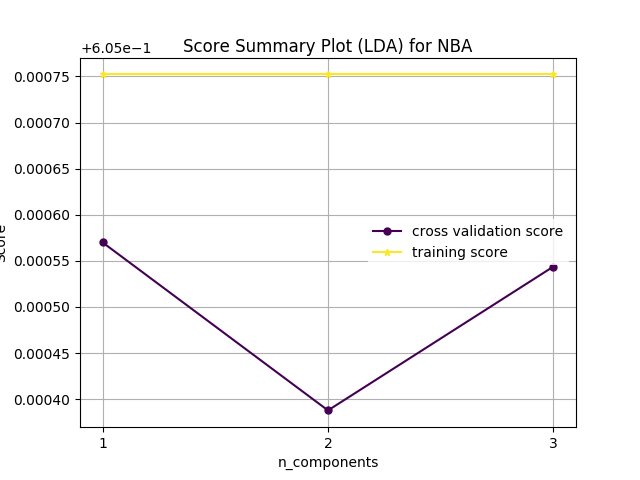 +6.05e−1
Score Summary Plot (LDA) for NBA
0.00075
0.00070
0.00065
0.00060
0.00055
0.00050
0.00045
0.00040
Score
cross validation score
training score
1 2 3
n_components